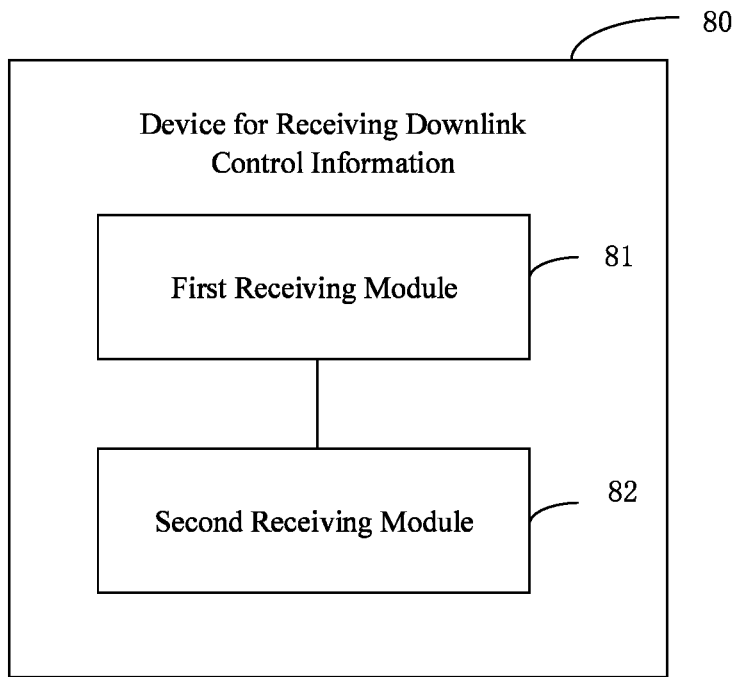 80
Device for Receiving Downlink
Control Information
First Receiving Module
81
Second Receiving Module
82